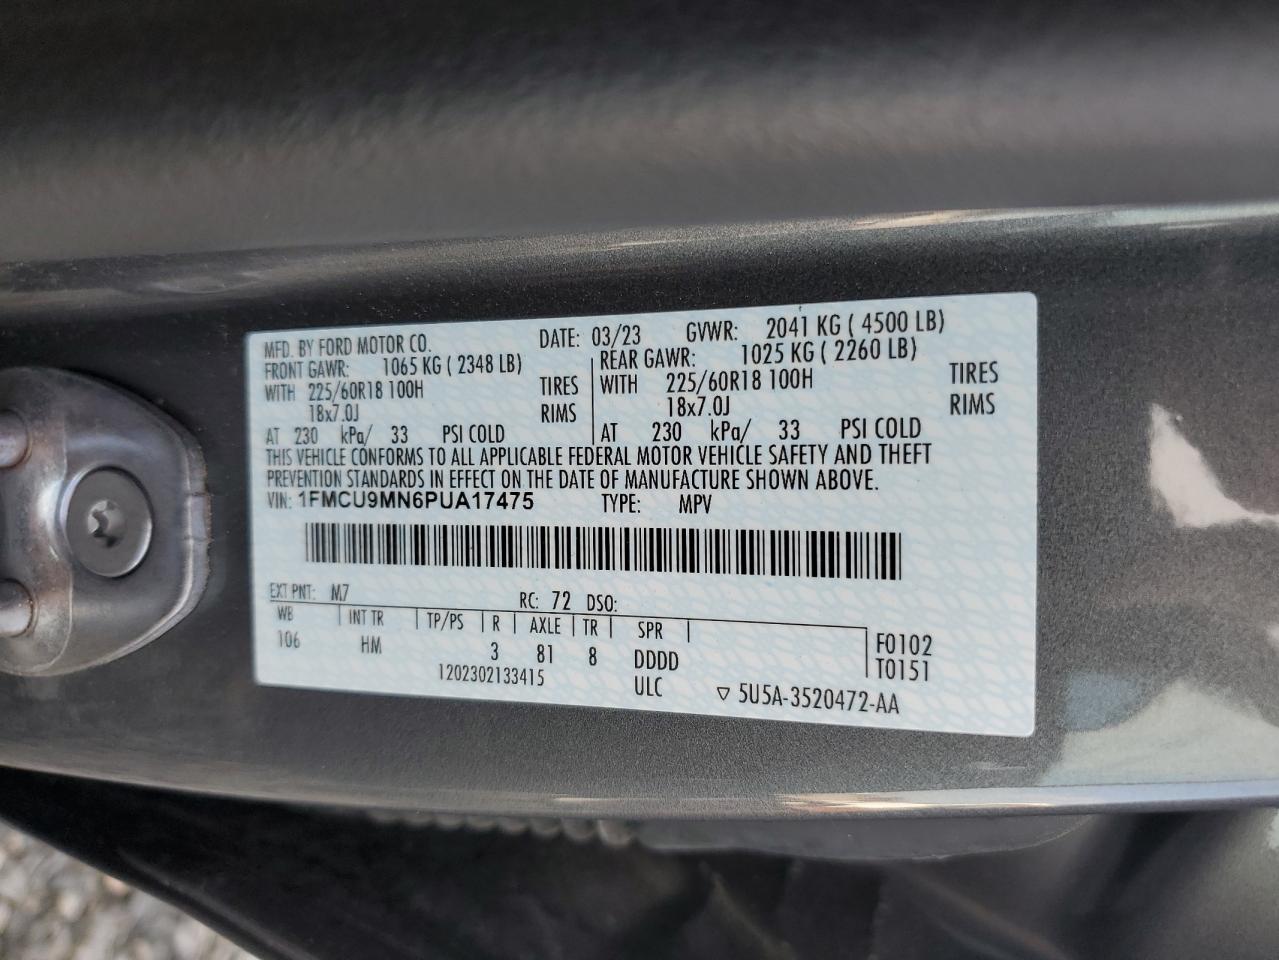 MFD. BY FORD MOTOR CO. DATE: 03/23 GVWR: 2041 KG ( 4500 LB)
FRONT GAWR: 1065 KG ( 2348 LB) REAR GAWR: 1025 KG ( 2260 LB)
WITH 225/60R18 100H TIRES WITH 225/60R18 100H TIRES
18x7.0J RIMS 18x7.0J RIMS
AT 230 kPa/ 33 PSI COLD AT 230 kPa/ 33 PSI COLD
THIS VEHICLE CONFORMS TO ALL APPLICABLE FEDERAL MOTOR VEHICLE SAFETY AND THEFT
PREVENTION STANDARDS IN EFFECT ON THE DATE OF MANUFACTURE SHOWN ABOVE.
VIN: 1FMCU9MN6PUA17475 TYPE: MPV
EXT PNT: M7 RC: 72 DSO:
WB INT TR TP/PS R AXLE TR SPR F0102
106 HM 3 81 8 DDDD T0151
1202302133415 ULC ▽ 5U5A-3520472-AA